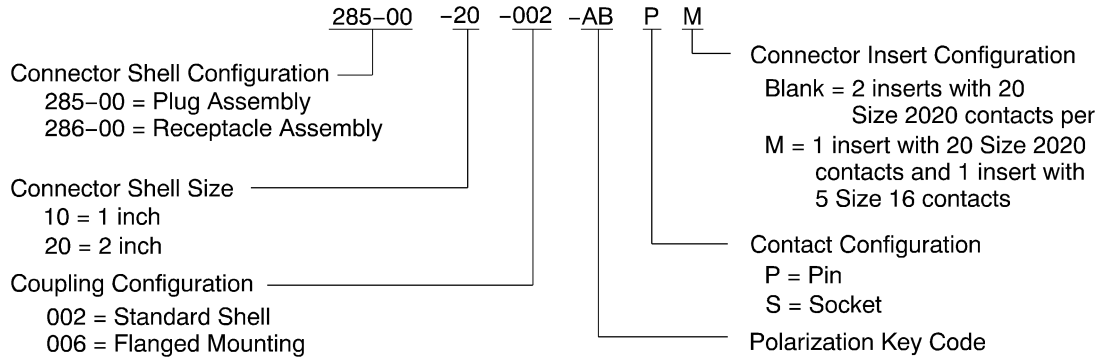 285-00 -20 -002 -AB P M
Connector Shell Configuration
285-00 = Plug Assembly
286-00 = Receptacle Assembly
Connector Shell Size
10 = 1 inch
20 = 2 inch
Coupling Configuration
002 = Standard Shell
006 = Flanged Mounting
Connector Insert Configuration
Blank = 2 inserts with 20
Size 2020 contacts per
M = 1 insert with 20 Size 2020
contacts and 1 insert with
5 Size 16 contacts
Contact Configuration
P = Pin
S = Socket
Polarization Key Code